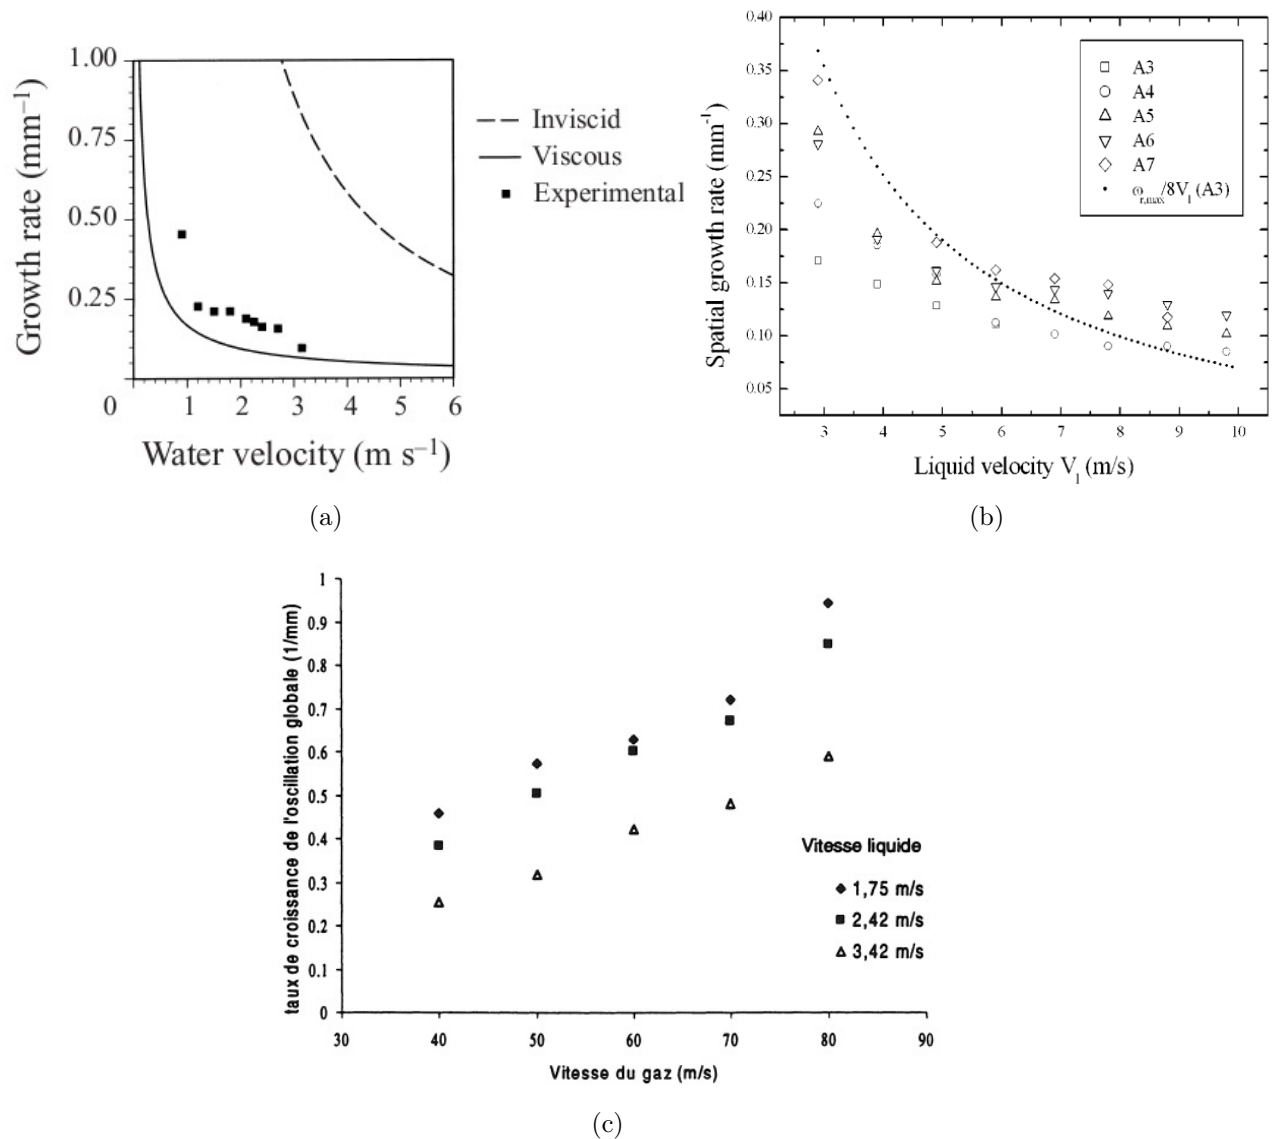 1.00
0.75
0.50
0.25
0
1
2
3
4
5
6
Growth rate (mm⁻¹)
Water velocity (m s⁻¹)
Inviscid
Viscous
Experimental
(a)
0.40
0.35
0.30
0.25
0.20
0.15
0.10
0.05
3
4
5
6
7
8
9
10
Spatial growth rate (mm⁻¹)
Liquid velocity V_l (m/s)
A3
A4
A5
A6
A7
ω_r,max/8V_l (A3)
(b)
1
0.9
0.8
0.7
0.6
0.5
0.4
0.3
0.2
0.1
0
30
40
50
60
70
80
90
taux de croissance de l'oscillation globale (1/mm)
Vitesse du gaz (m/s)
Vitesse liquide
1,75 m/s
2,42 m/s
3,42 m/s
(c)